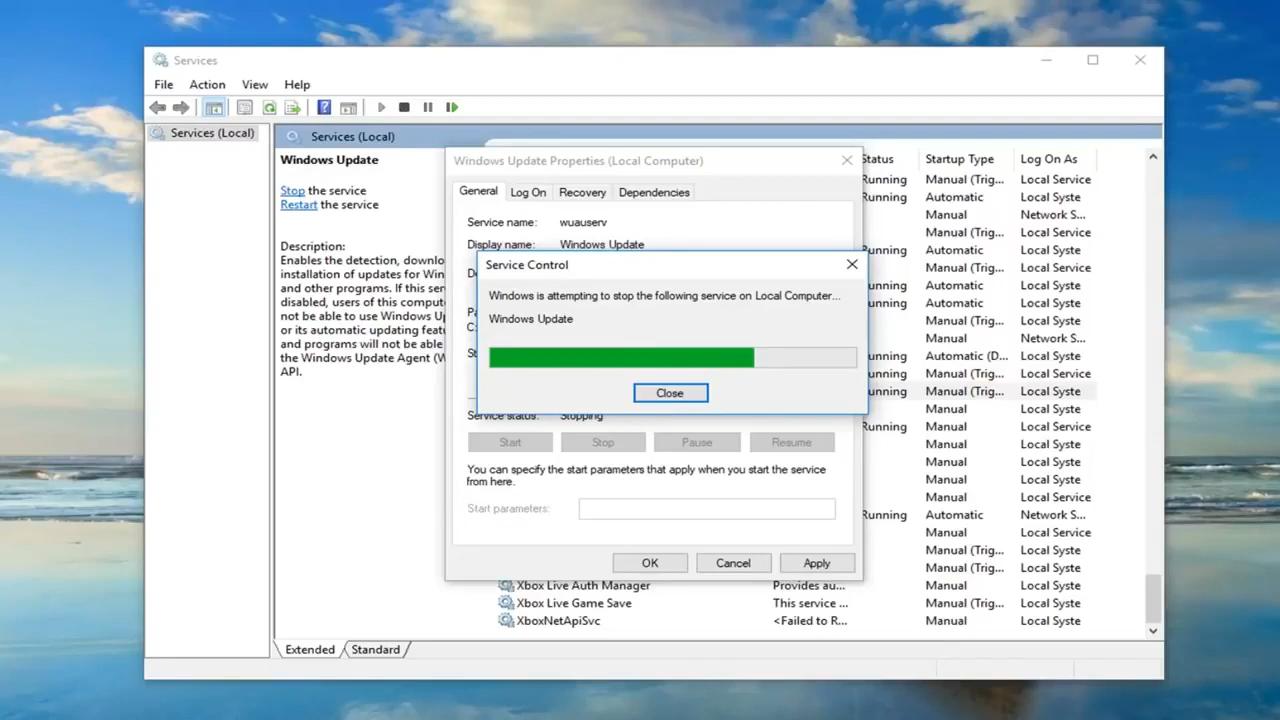 Services
File Action View Help
Services (Local)
Services (Local)
Windows Update
Stop the service
Restart the service
Description:
Enables the detection, downlo
installation of updates for Win
and other programs. If this ser
disabled, users of this compute
not be able to use Windows Up
or its automatic updating featu
and programs will not be able
the Windows Update Agent (W
API.
Windows Update Properties (Local Computer)
General Log On Recovery Dependencies
Service name: wuauserv
Display name: Windows Update
Service Control
Windows is attempting to stop the following service on Local Computer...
Windows Update
Close
Service status: Stopping
Start Stop Pause Resume
You can specify the start parameters that apply when you start the service
from here.
Start parameters:
OK Cancel Apply
Status Startup Type Log On As
Running Manual (Trig... Local Service
Running Automatic Local Syste
Manual Network S...
Manual (Trig... Local Service
unning Automatic Local Syste
Manual (Trig... Local Service
unning Automatic Local Syste
unning Automatic Local Syste
Manual (Trig... Local Syste
Manual Network S...
unning Automatic (D... Local Syste
unning Manual (Trig... Local Service
unning Manual (Trig... Local Syste
Manual Local Syste
unning Manual Local Service
Manual Local Syste
Manual Local Syste
Manual Local Syste
Manual Local Service
Running Automatic Network S...
Manual Local Service
Manual (Trig... Local Syste
Manual (Trig... Local Syste
Xbox Live Auth Manager Provides au... Manual Local Syste
Xbox Live Game Save This service ... Manual (Trig... Local Syste
XboxNetApiSvc <Failed to R... Manual Local Syste
Extended Standard